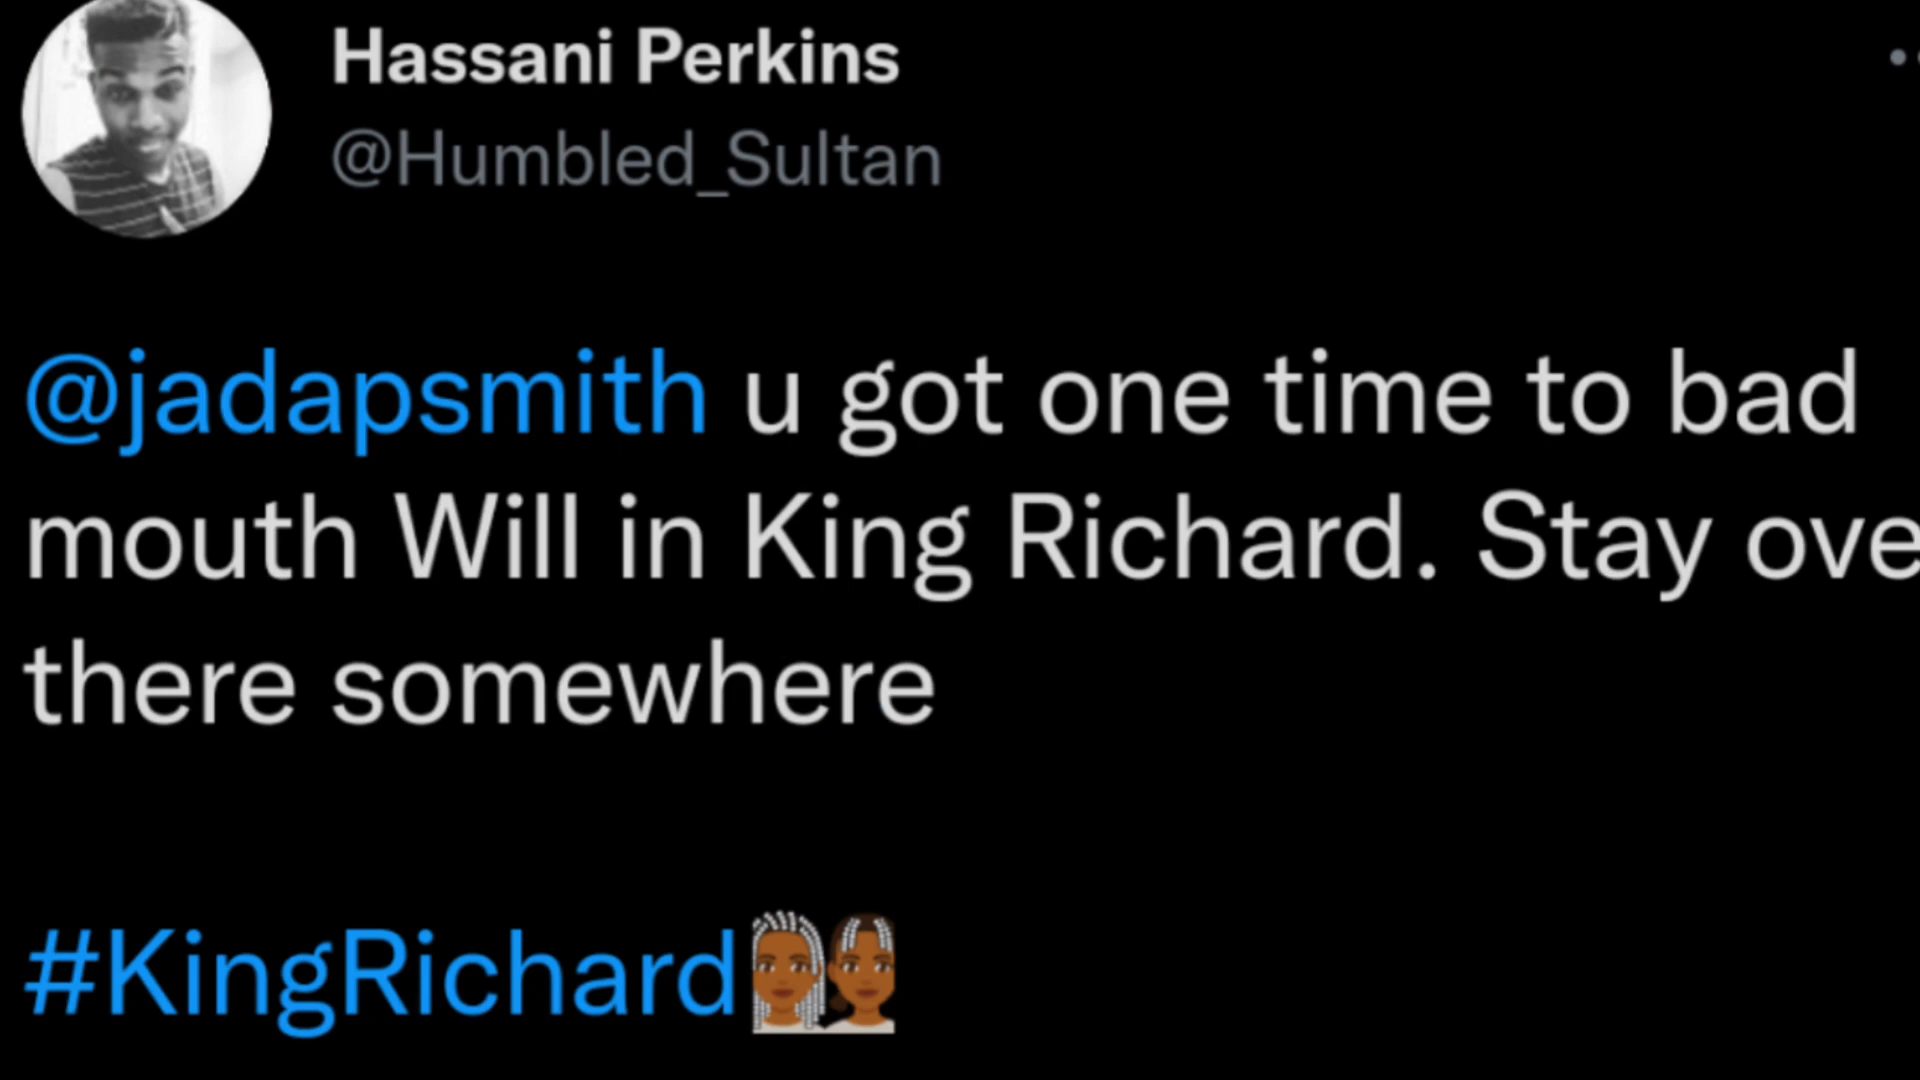 Hassani Perkins
@Humbled_Sultan
@jadapsmith u got one time to bad
mouth Will in King Richard. Stay ove
there somewhere
#KingRichard